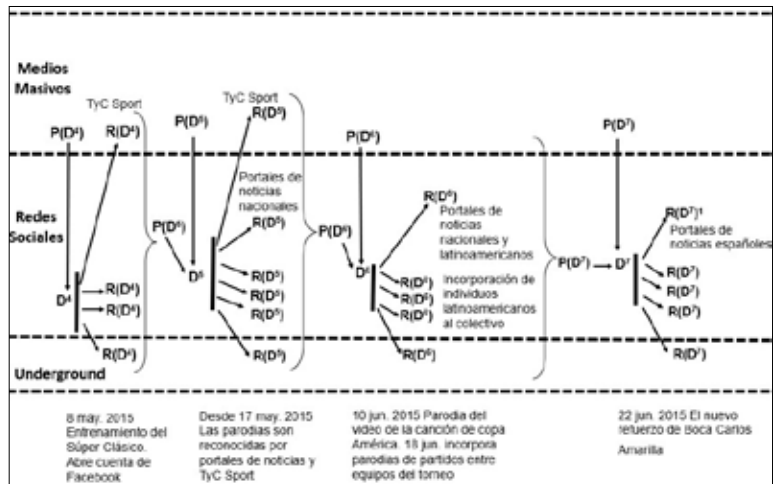 Medios
Masivos
TyC Sport
TyC Sport
P(D⁴)
R(D⁴)
P(D⁵)
R(D⁵)
P(D⁶)
P(D⁷)
Redes
Sociales
Portales de
noticias
nacionales
R(D⁵)
P(D⁶)
R(D⁶)
Portales de
noticias
nacionales y
latinoamericanos
R(D⁷)¹
Portales de
noticias españoles
P(D⁷)
D⁴
R(D⁴)
R(D⁴)
D⁵
R(D⁵)
R(D⁵)
R(D⁵)
R(D⁶)
R(D⁶)
R(D⁶)
Incorporación de
individuos
latinoamericanos
al colectivo
D⁷
R(D⁷)
R(D⁷)
R(D⁷)
Underground
R(D⁴)
R(D⁵)
R(D⁶)
R(D⁷)
8 may. 2015
Entrenamiento del
Súper Clásico.
Abre cuenta de
Facebook
Desde 17 may. 2015
Las parodias son
reconocidas por
portales de noticias y
TyC Sport
10 jun. 2015 Parodia del
video de la canción de copa
América. 18 jun. incorpora
parodias de partidos entre
equipos del torneo
22 jun. 2015 El nuevo
refuerzo de Boca Carlos
Amarilla